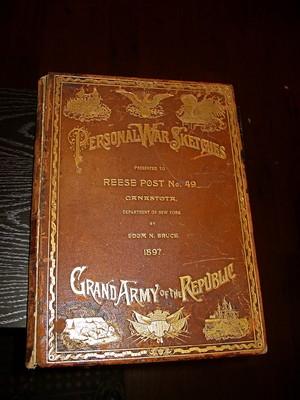 PERSONAL WAR SKETCHES
PRESENTED TO
REESE POST No. 49
CANASTOTA,
DEPARTMENT OF NEW YORK
BY
N. BRUCE.
1897.
GRAND ARMY OF THE REPUBLIC